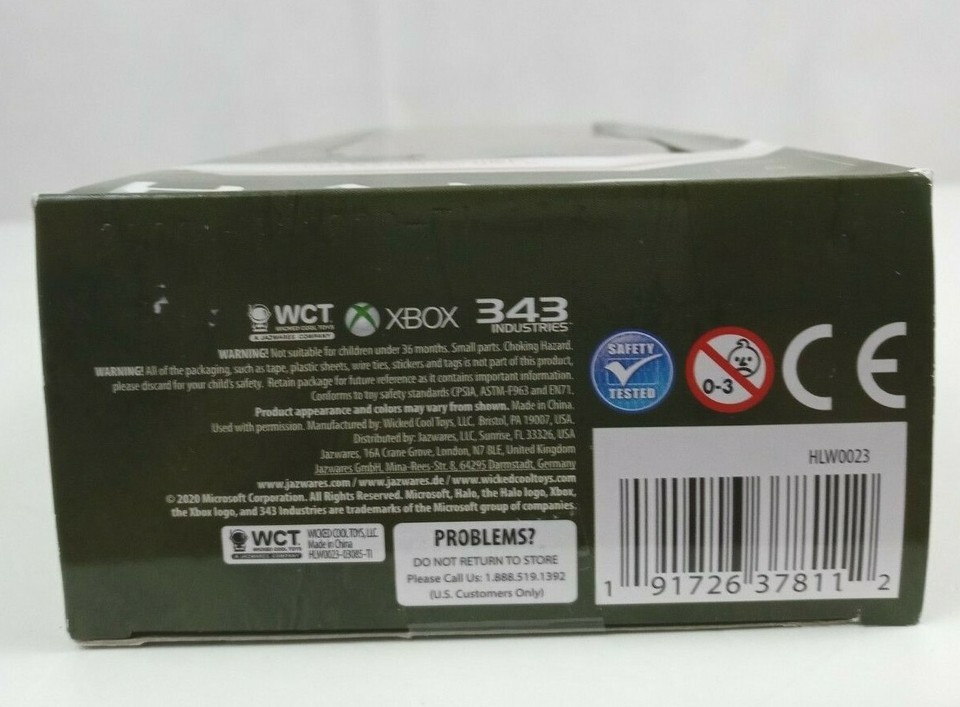 WCT
WICKED COOL TOYS
A JAZWARES COMPANY
XBOX
343
INDUSTRIES
WARNING! Not suitable for children under 36 months. Small parts. Choking Hazard.
WARNING! All of the packaging, such as tape, plastic sheets, wire ties, stickers and tags is not part of this product,
please discard for your child's safety. Retain package for future reference as it contains important information.
Conforms to toy safety standards CPSIA, ASTM-F963 and EN71.
Product appearance and colors may vary from shown. Made in China.
Used with permission. Manufactured by: Wicked Cool Toys, LLC. Bristol, PA 19007, USA.
Distributed by: Jazwares, LLC, Sunrise, FL 33326, USA
Jazwares, 16A Crane Grove, London, N7 8LE, United Kingdom
Jazwares GmbH, Mina-Rees-Str. 8, 64295 Darmstadt, Germany
www.jazwares.com / www.jazwares.de / www.wickedcooltoys.com
© 2020 Microsoft Corporation. All Rights Reserved. Microsoft, Halo, the Halo logo, Xbox,
the Xbox logo, and 343 Industries are trademarks of the Microsoft group of companies.
SAFETY
TESTED
0-3
CE
WCT
WICKED COOL TOYS
A JAZWARES COMPANY
WICKED COOL TOYS, LLC.
Made in China
HLW0023-03085-TI
PROBLEMS?
DO NOT RETURN TO STORE
Please Call Us: 1.888.519.1392
(U.S. Customers Only)
HLW0023
1 91726 37811 2